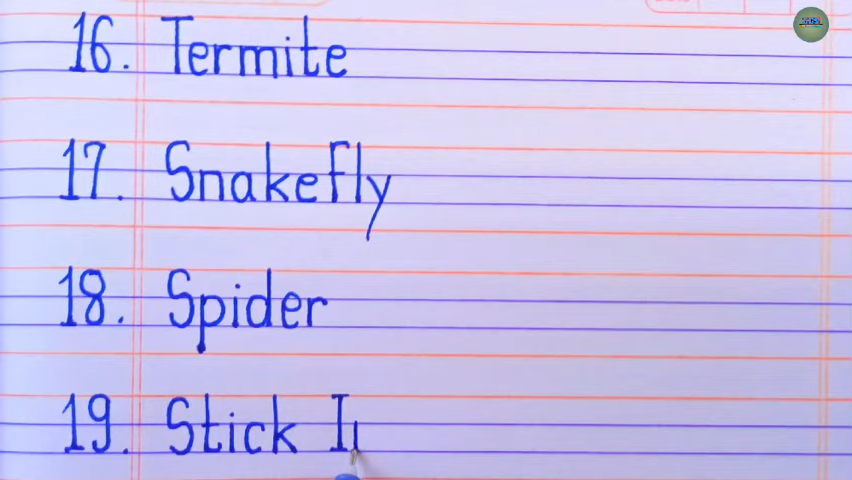 16. Termite
17. Snakefly
18. Spider
19. Stick I